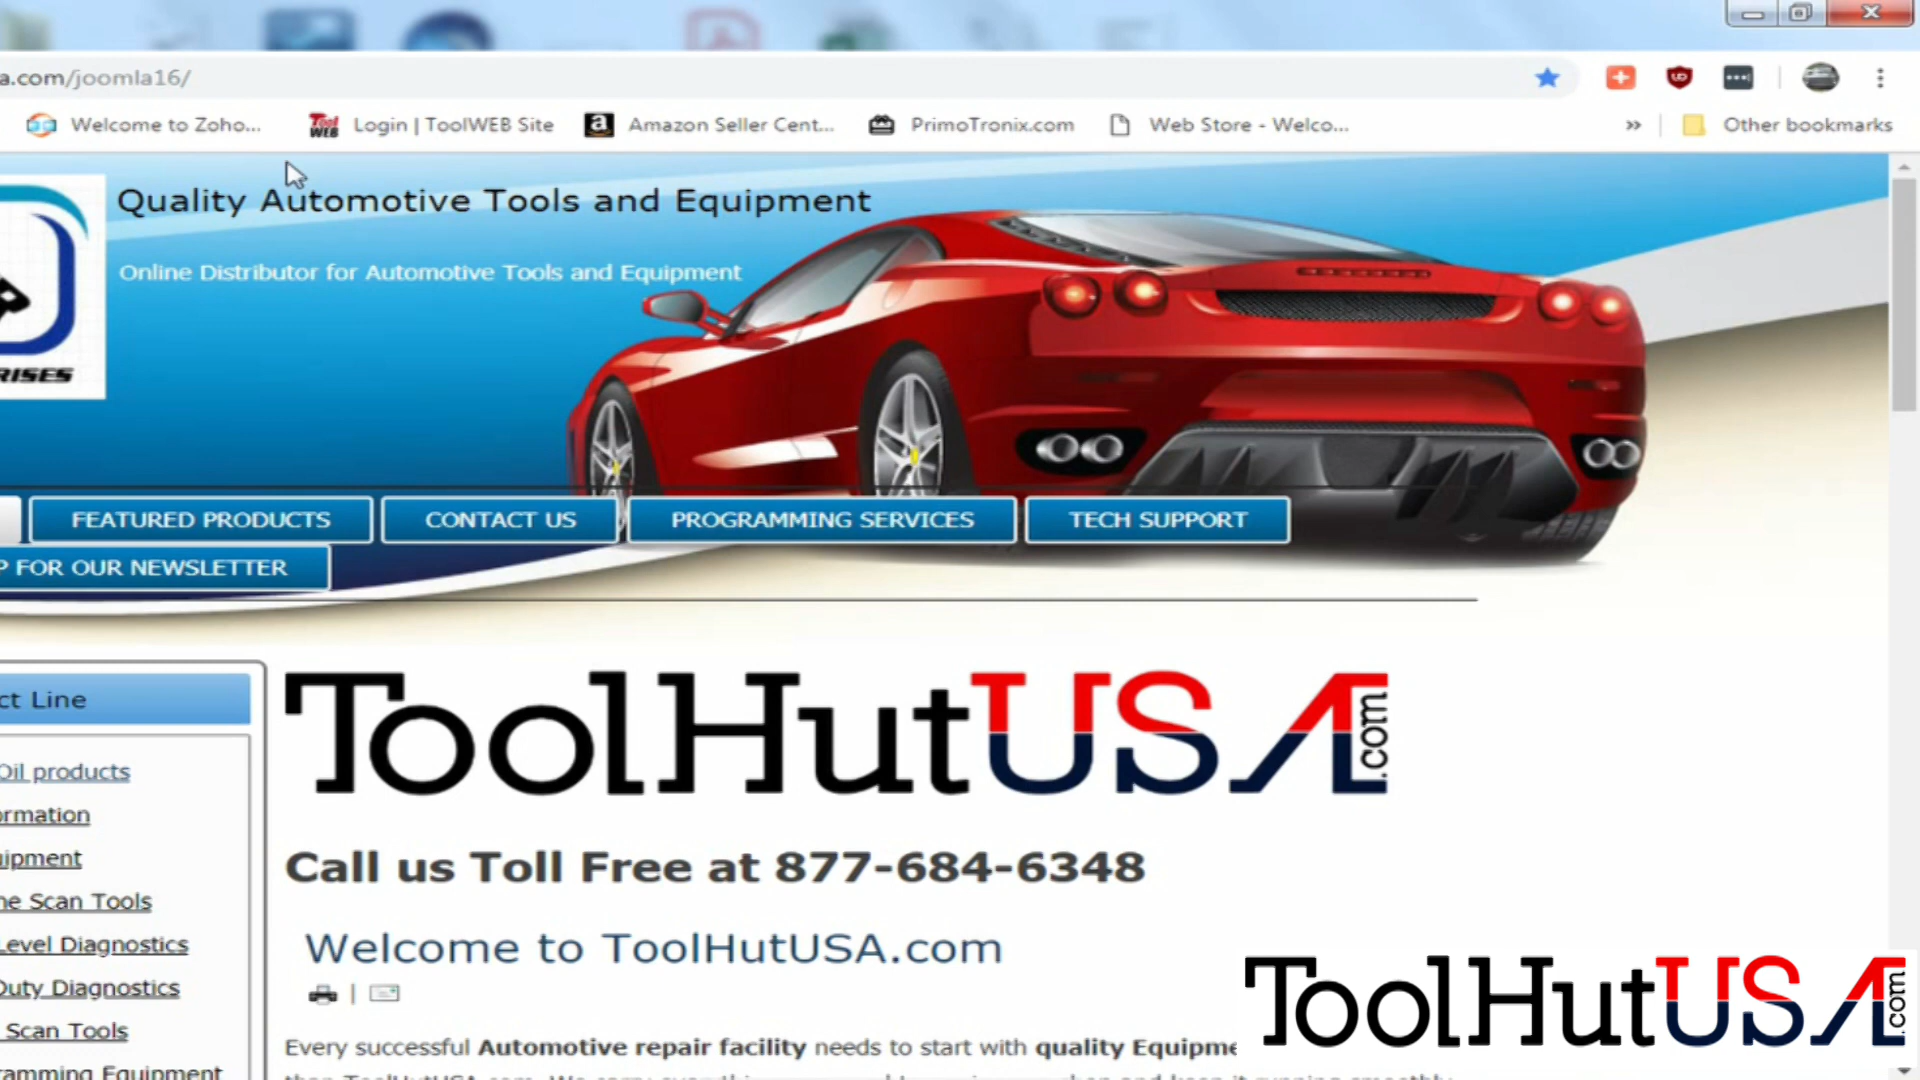 a.com/joomla16/
Welcome to Zoho...
Tool WEB
Login | ToolWEB Site
Amazon Seller Cent...
PrimoTronix.com
Web Store - Welco...
»
Other bookmarks
Quality Automotive Tools and Equipment
Online Distributor for Automotive Tools and Equipment
RISES
FEATURED PRODUCTS
CONTACT US
PROGRAMMING SERVICES
TECH SUPPORT
P FOR OUR NEWSLETTER
ct Line
ToolHutUSA.com
Oil products
ormation
uipment
ne Scan Tools
Level Diagnostics
Duty Diagnostics
Scan Tools
ramming Equipment
Call us Toll Free at 877-684-6348
Welcome to ToolHutUSA.com
|
Every successful Automotive repair facility needs to start with quality Equipme
ToolHutUSA.com